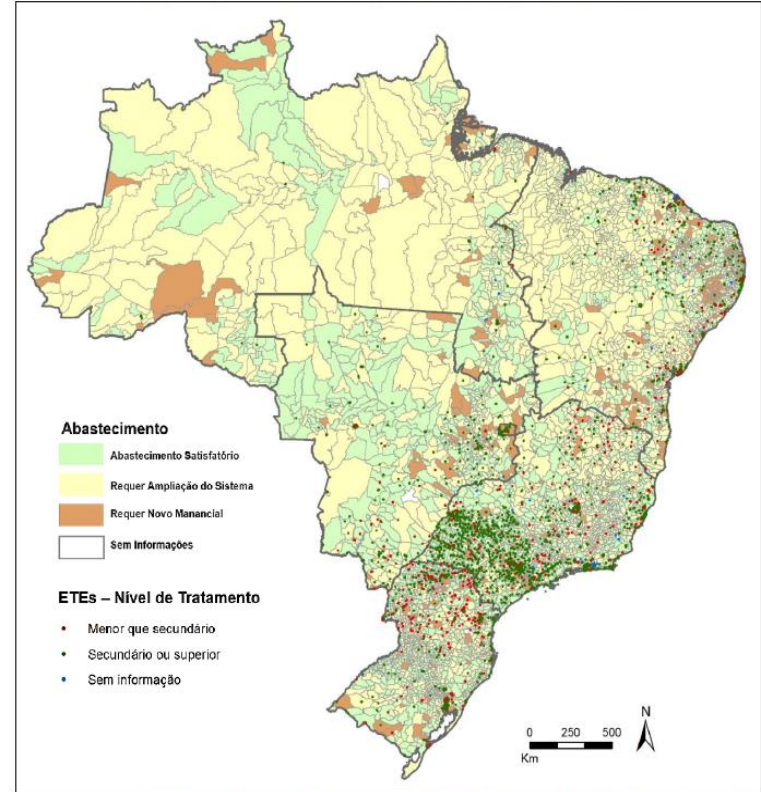 Abastecimento
Abastecimento Satisfatório
Requer Ampliação do Sistema
Requer Novo Manancial
Sem Informações
ETEs – Nível de Tratamento
Menor que secundário
Secundário ou superior
Sem informação
N
0 250 500
Km